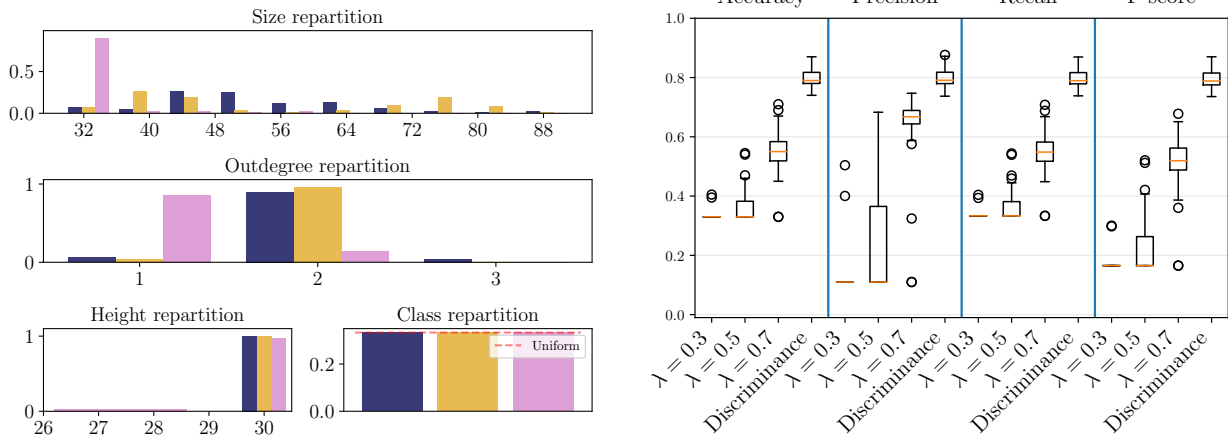 Size repartition
0.5
0.0
32 40 48 56 64 72 80 88
Outdegree repartition
1
0
1 2 3
Height repartition
1
0
26 27 28 29 30
Class repartition
0.2
0.0
Uniform
Accuracy Precision Recall F-score
1.0
0.8
0.6
0.4
0.2
0.0
λ = 0.3
λ = 0.5
λ = 0.7
Discriminance
λ = 0.3
λ = 0.5
λ = 0.7
Discriminance
λ = 0.3
λ = 0.5
λ = 0.7
Discriminance
λ = 0.3
λ = 0.5
λ = 0.7
Discriminance